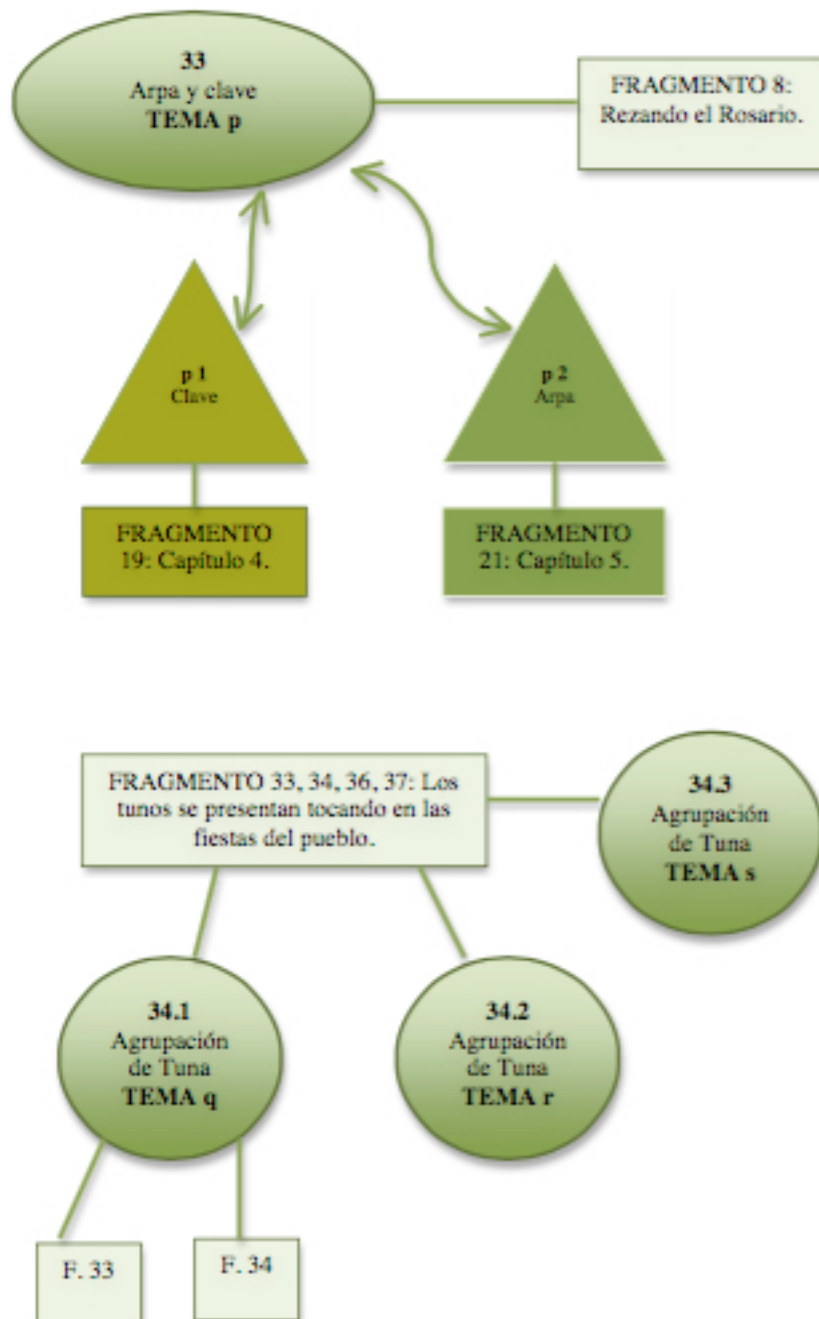 33
Arpa y clave
TEMA p
FRAGMENTO 8:
Rezando el Rosario.
p 1
Clave
p 2
Arpa
FRAGMENTO
19: Capítulo 4.
FRAGMENTO
21: Capítulo 5.
FRAGMENTO 33, 34, 36, 37: Los
tunos se presentan tocando en las
fiestas del pueblo.
34.3
Agrupación
de Tuna
TEMA s
34.1
Agrupación
de Tuna
TEMA q
34.2
Agrupación
de Tuna
TEMA r
F. 33
F. 34